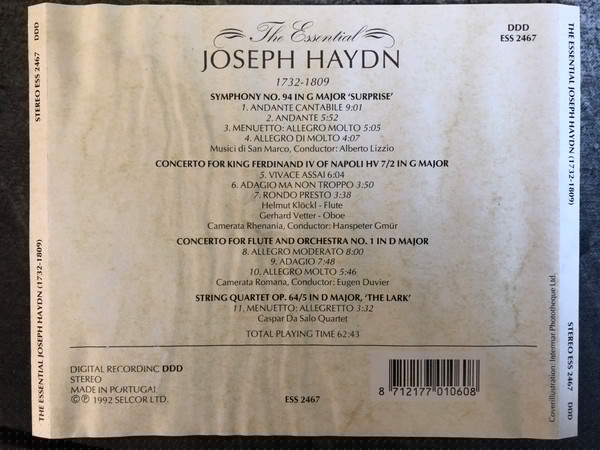 The Essential
JOSEPH HAYDN
1732-1809
DDD
ESS 2467
SYMPHONY NO. 94 IN G MAJOR 'SURPRISE'
1. ANDANTE CANTABILE 9:01
2. ANDANTE 5:52
3. MENUETTO: ALLEGRO MOLTO 5:05
4. ALLEGRO DI MOLTO 4:07
Musici di San Marco, Conductor: Alberto Lizzio
CONCERTO FOR KING FERDINAND IV OF NAPOLI HV 7/2 IN G MAJOR
5. VIVACE ASSAI 6:04
6. ADAGIO MA NON TROPPO 3:50
7. RONDO PRESTO 3:38
Helmut Klöckl - Flute
Gerhard Vetter - Oboe
Camerata Rhenania, Conductor: Hanspeter Gmür
CONCERTO FOR FLUTE AND ORCHESTRA NO. 1 IN D MAJOR
8. ALLEGRO MODERATO 8:00
9. ADAGIO 7:48
10. ALLEGRO MOLTO 5:46
Camerata Romana, Conductor: Eugen Duvier
STRING QUARTET OP. 64/5 IN D MAJOR, 'THE LARK'
11. MENUETTO: ALLEGRETTO 3:32
Caspar Da Salo Quartet
TOTAL PLAYING TIME 62:43
DIGITAL RECORDING DDD
STEREO
MADE IN PORTUGAL
©℗ 1992 SELCOR LTD.
ESS 2467
8 712177 010608
Coverillustration: Intermar Phototheque Ltd.
THE ESSENTIAL JOSEPH HAYDN (1732-1809) STEREO ESS 2467 DDD
THE ESSENTIAL JOSEPH HAYDN (1732-1809) STEREO ESS 2467 DDD